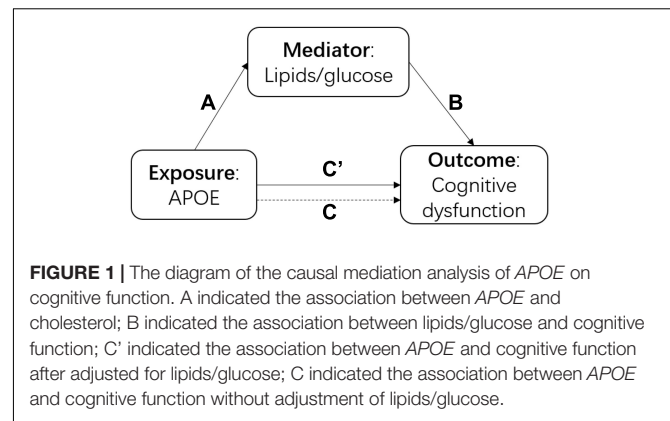 Mediator:
Lipids/glucose
A
B
Exposure:
APOE
C'
C
Outcome:
Cognitive
dysfunction
FIGURE 1 | The diagram of the causal mediation analysis of APOE on
cognitive function. A indicated the association between APOE and
cholesterol; B indicated the association between lipids/glucose and cognitive
function; C' indicated the association between APOE and cognitive function
after adjusted for lipids/glucose; C indicated the association between APOE
and cognitive function without adjustment of lipids/glucose.